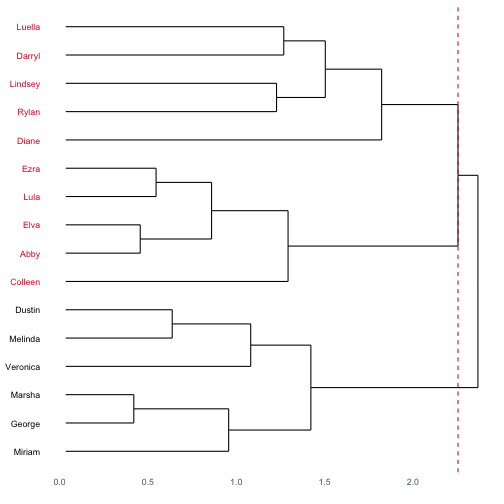 Luella
Darryl
Lindsey
Rylan
Diane
Ezra
Lula
Elva
Abby
Colleen
Dustin
Melinda
Veronica
Marsha
George
Miriam
0.0 0.5 1.0 1.5 2.0